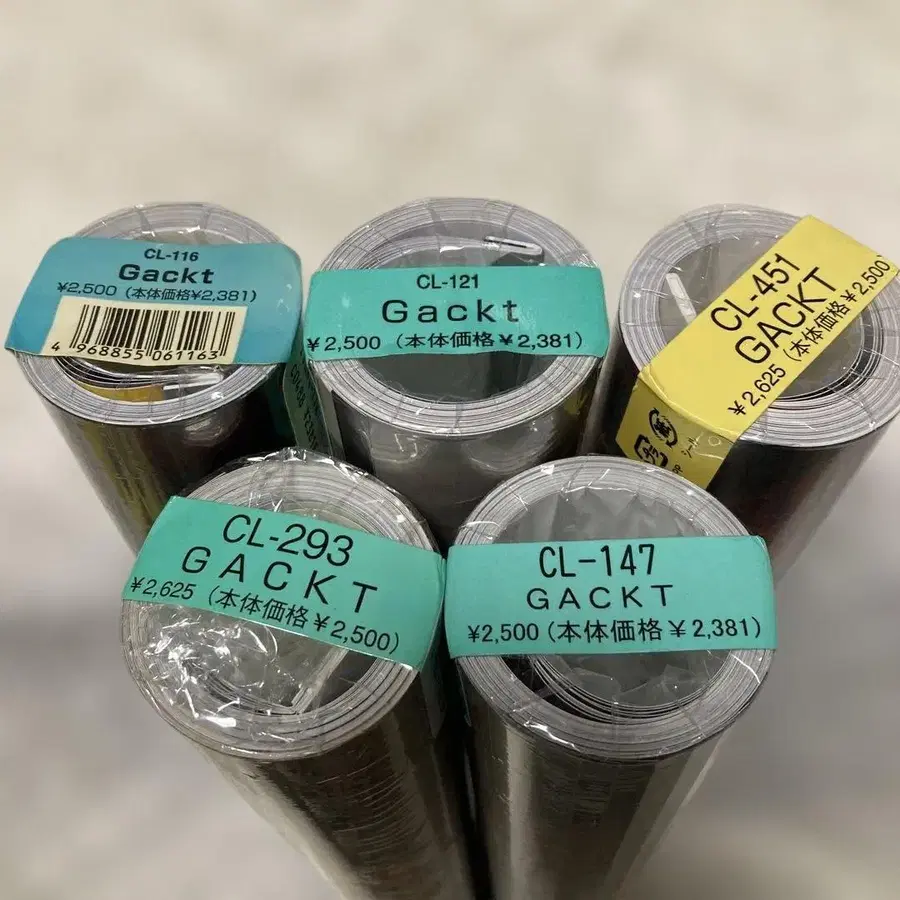 CL-116
Gackt
¥2,500 (本体価格¥2,381)
4 968855 061163
CL-121
Gackt
¥2,500 (本体価格¥2,381)
CL-451
GACKT
¥2,625 (本体価格¥2,500
CL-293
GACKT
¥2,625 (本体価格¥2,500)
CL-147
GACKT
¥2,500 (本体価格¥2,381)